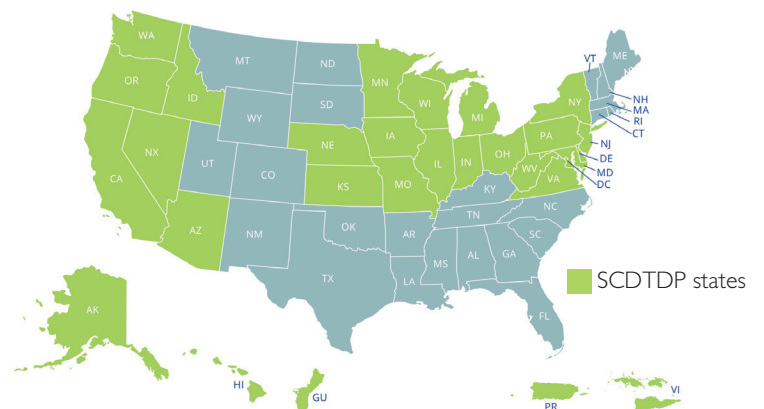 WA
MT
ND
MN
VT
ME
OR
ID
SD
WI
MI
NY
NH
MA
RI
CT
WY
IA
NE
PA
NJ
NX
UT
CO
IL
IN
OH
DE
MD
DC
CA
KS
MO
WV
VA
KY
AZ
NM
OK
AR
TN
NC
SC
TX
LA
MS
AL
GA
FL
SCDTDP states
AK
HI
GU
PR
VI